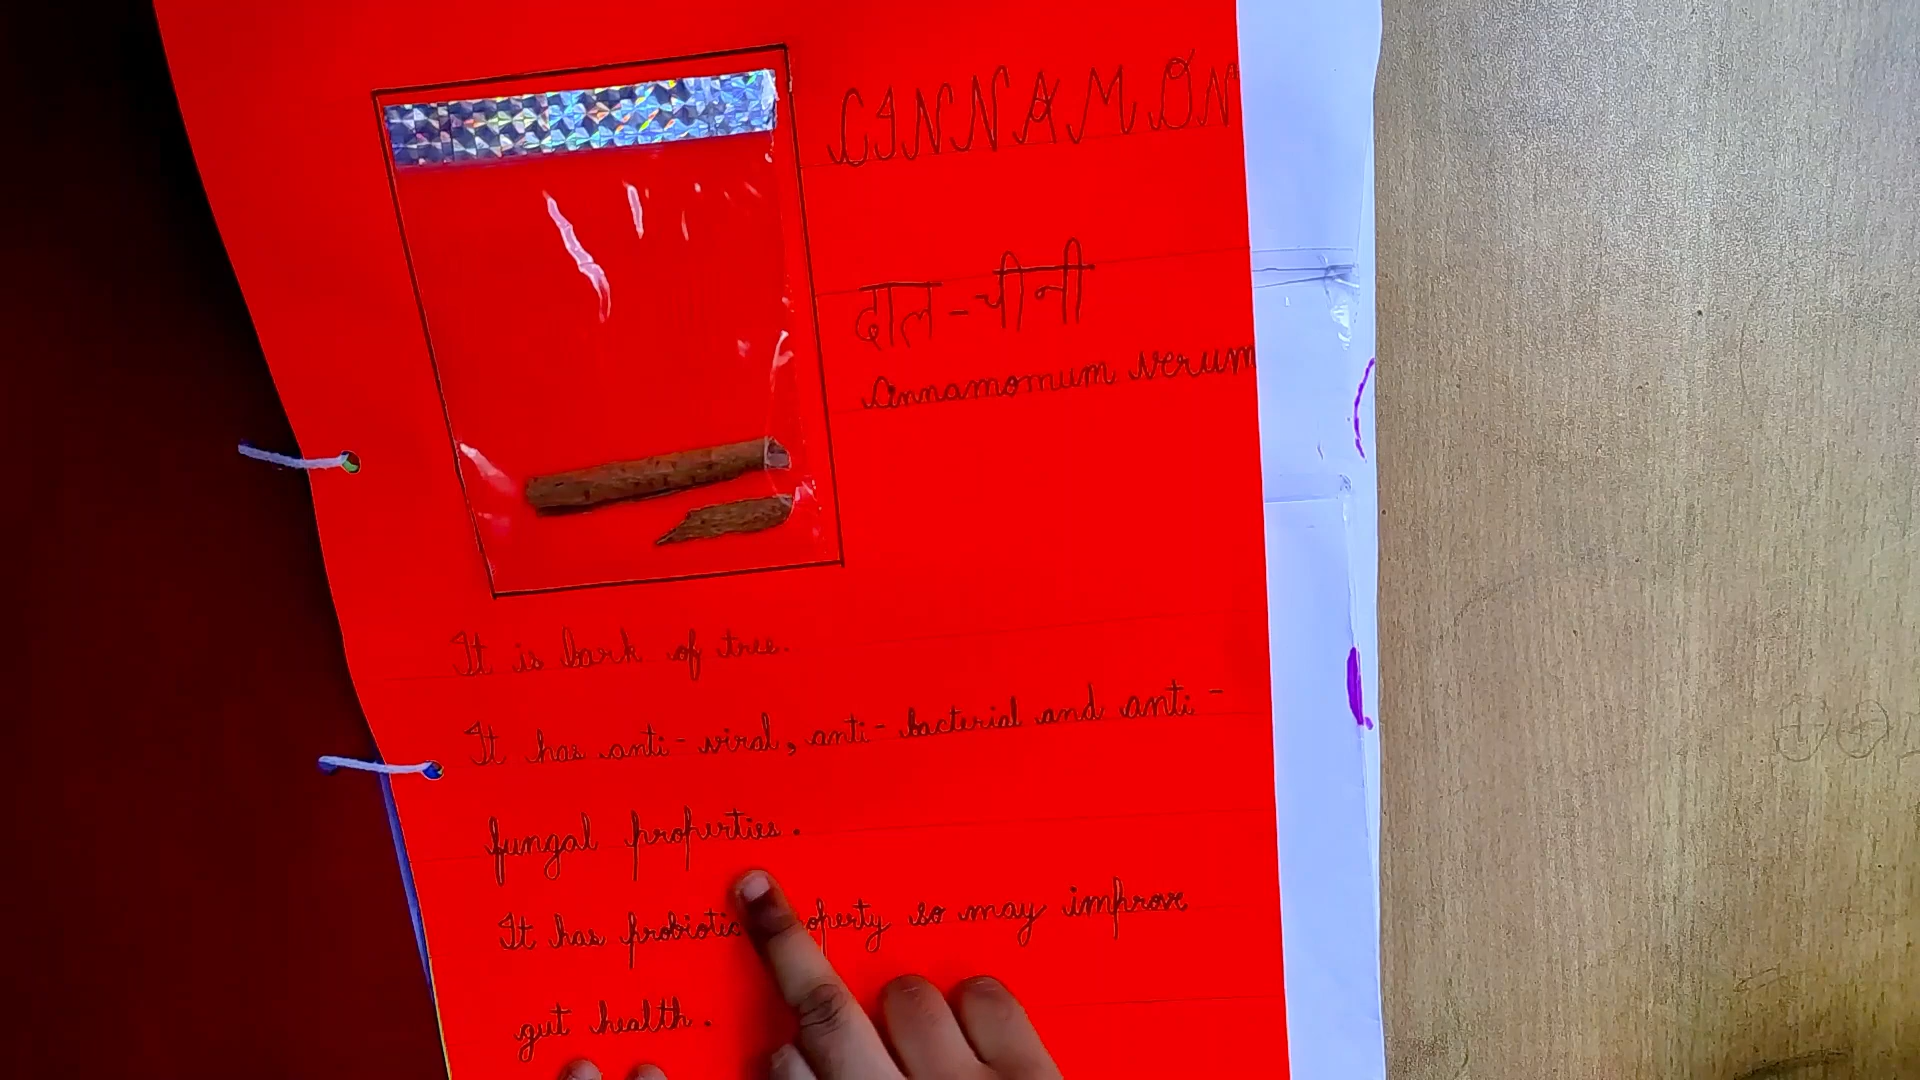 CINNAMON
दाल-चीनी
Cinnamomum verum
It is bark of tree.
It has anti-viral, anti-bacterial and anti-
fungal properties.
It has probiotic so may improve
gut health.